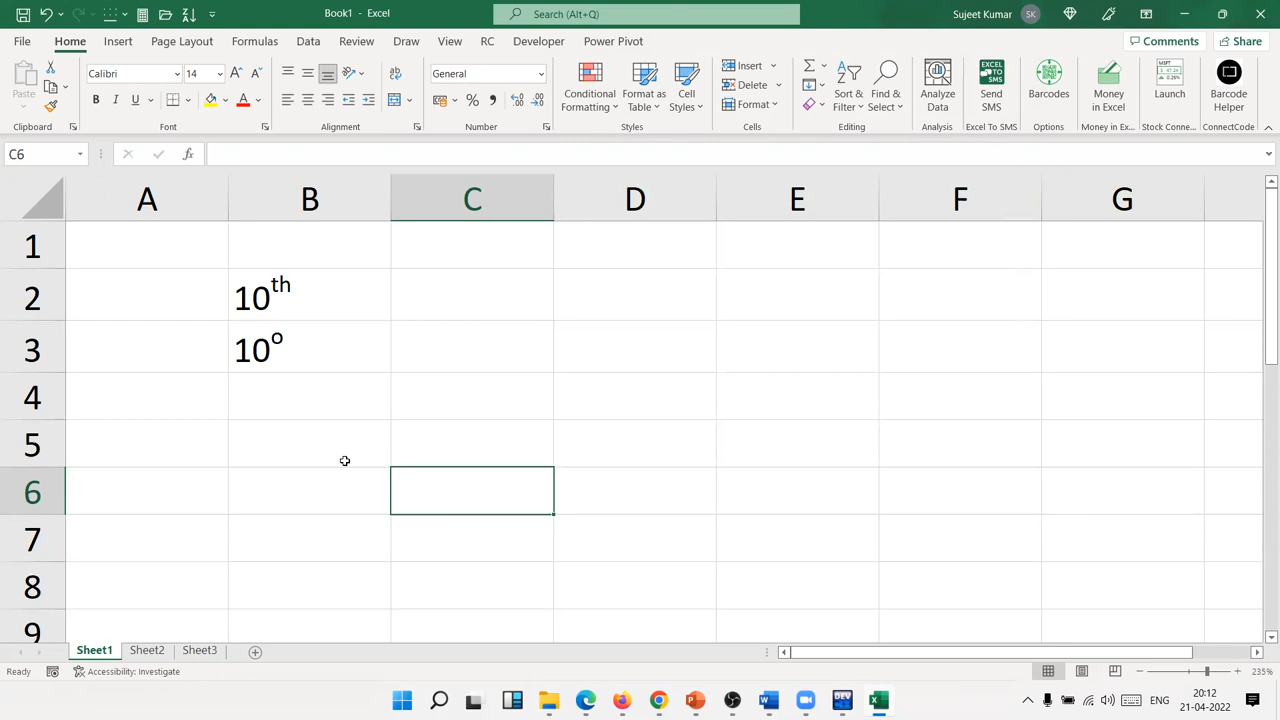 Book1 - Excel
Search (Alt+Q)
Sujeet Kumar SK
File Home Insert Page Layout Formulas Data Review Draw View RC Developer Help Power Pivot
Comments Share
Paste
Calibri 14
B I U
General
Conditional Formatting
Format as Table
Cell Styles
Insert
Delete
Format
Sort & Filter
Find & Select
Analyze Data
Send SMS
EXCEL TO SMS
Barcodes
Money in Excel
MSFT
Launch
Barcode Helper
Clipboard Font Alignment Number Styles Cells Editing Analysis Excel To SMS Options Money in Ex... Stock Conne... ConnectCode
C6 fx
A B C D E F G
1
2 10th
3 10o
4
5
6
7
8
9
Sheet1 Sheet2 Sheet3
Ready Accessibility: Investigate 235%
ENG 20:12
21-04-2022